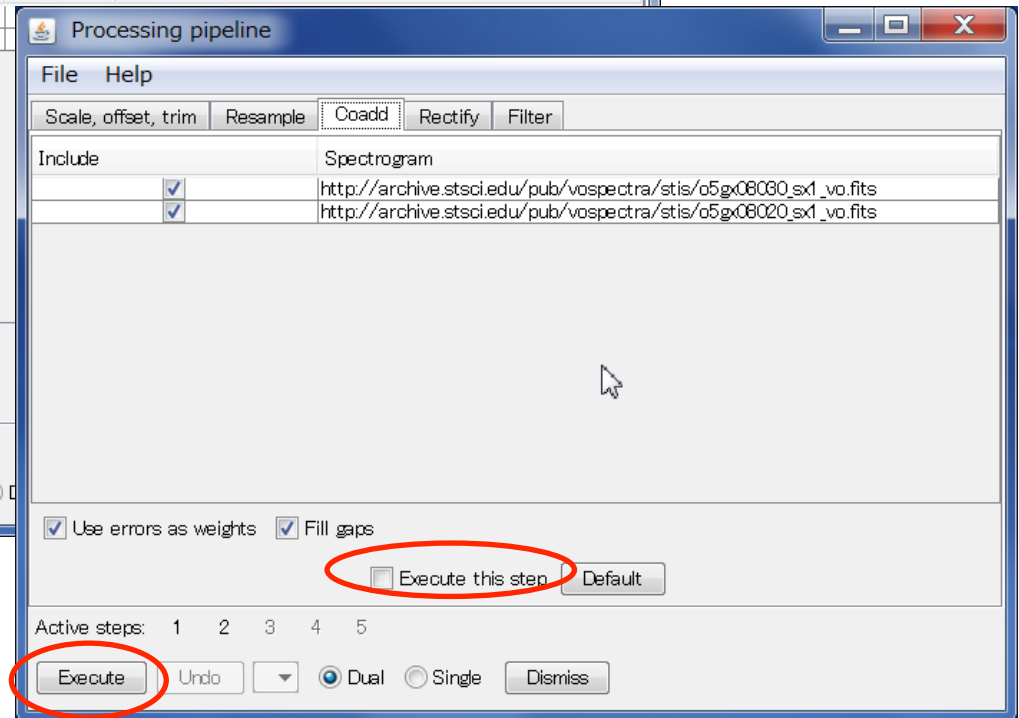 Processing pipeline
File Help
Scale, offset, trim Resample Coadd Rectify Filter
Include Spectrogram
http://archive.stsci.edu/pub/vospectra/stis/o5gx08030_sx1_vo.fits
http://archive.stsci.edu/pub/vospectra/stis/o5gx08020_sx1_vo.fits
Use errors as weights Fill gaps
Execute this step Default
Active steps: 1 2 3 4 5
Execute Undo Dual Single Dismiss